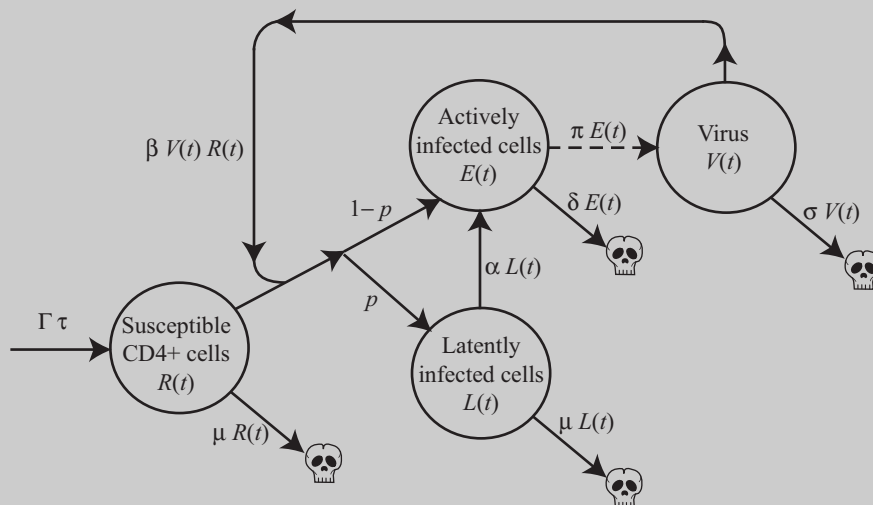 Actively
infected cells
E(t)
π E(t)
Virus
V(t)
β V(t) R(t)
1– p
δ E(t)
σ V(t)
α L(t)
p
Γ τ
Susceptible
CD4+ cells
R(t)
Latently
infected cells
L(t)
μ R(t)
μ L(t)